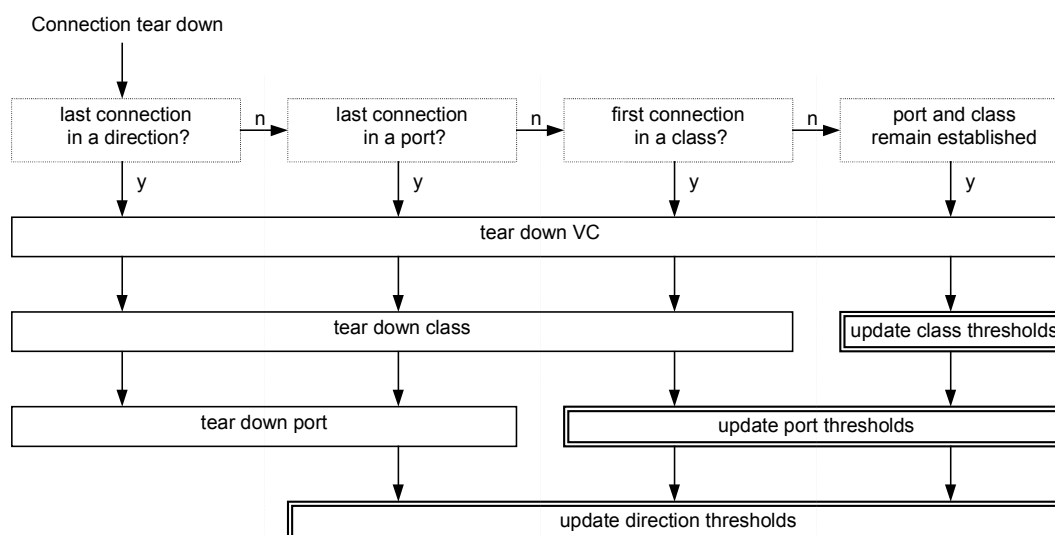 Connection tear down
last connection
in a direction?
n
last connection
in a port?
n
first connection
in a class?
n
port and class
remain established
y
y
y
y
tear down VC
tear down class
update class thresholds
tear down port
update port thresholds
update direction thresholds